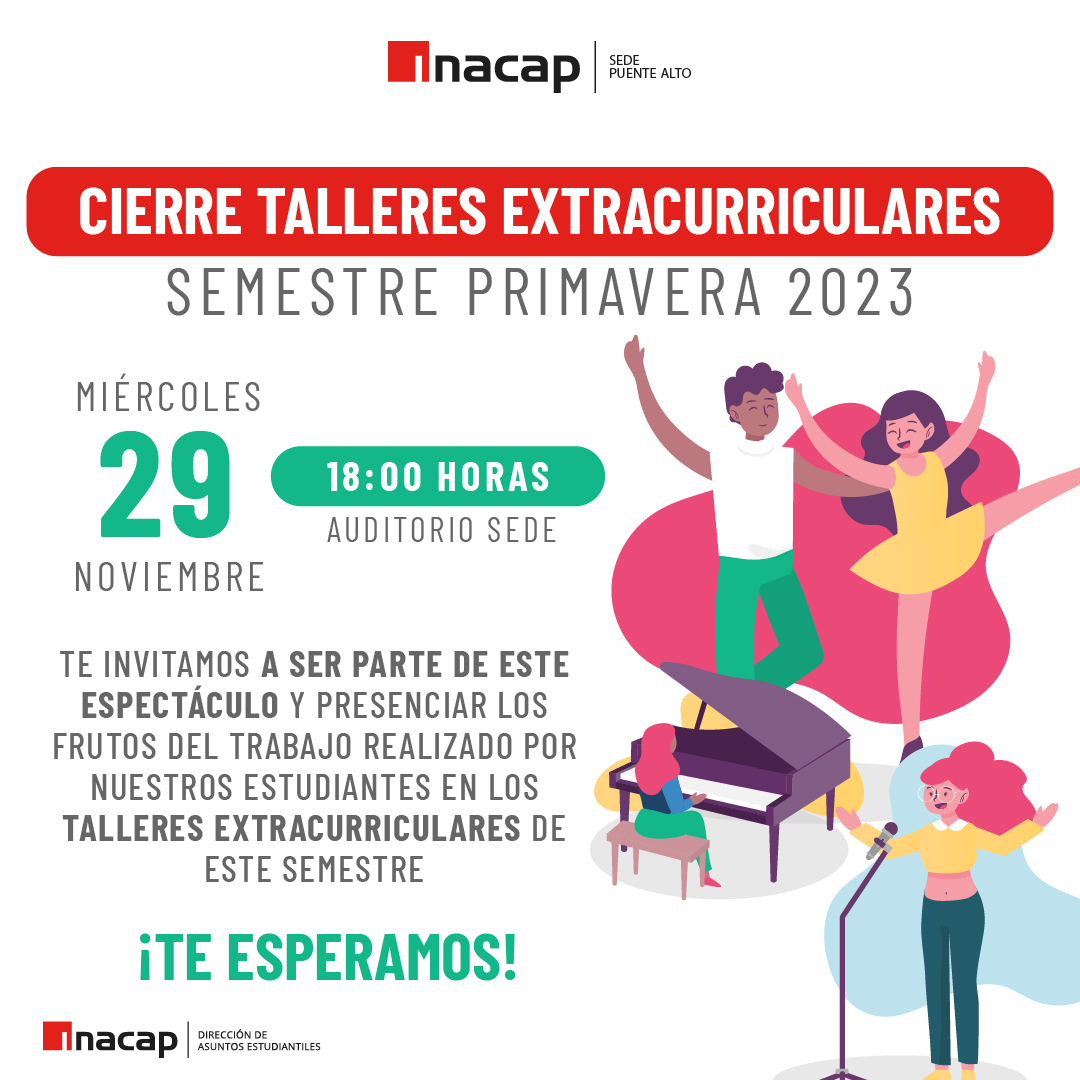 inacap
SEDE
PUENTE ALTO
CIERRE TALLERES EXTRACURRICULARES
SEMESTRE PRIMAVERA 2023
MIÉRCOLES
29
NOVIEMBRE
18:00 HORAS
AUDITORIO SEDE
TE INVITAMOS A SER PARTE DE ESTE
ESPECTÁCULO Y PRESENCIAR LOS
FRUTOS DEL TRABAJO REALIZADO POR
NUESTROS ESTUDIANTES EN LOS
TALLERES EXTRACURRICULARES DE
ESTE SEMESTRE
¡TE ESPERAMOS!
inacap
DIRECCIÓN DE
ASUNTOS ESTUDIANTILES